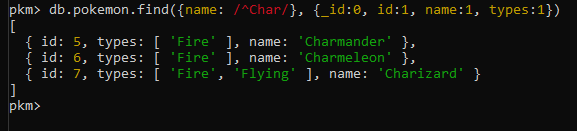 pkm> db.pokemon.find({name: /^Char/}, {_id:0, id:1, name:1, types:1})
[
  { id: 5, types: [ 'Fire' ], name: 'Charmander' },
  { id: 6, types: [ 'Fire' ], name: 'Charmeleon' },
  { id: 7, types: [ 'Fire', 'Flying' ], name: 'Charizard' }
]
pkm>